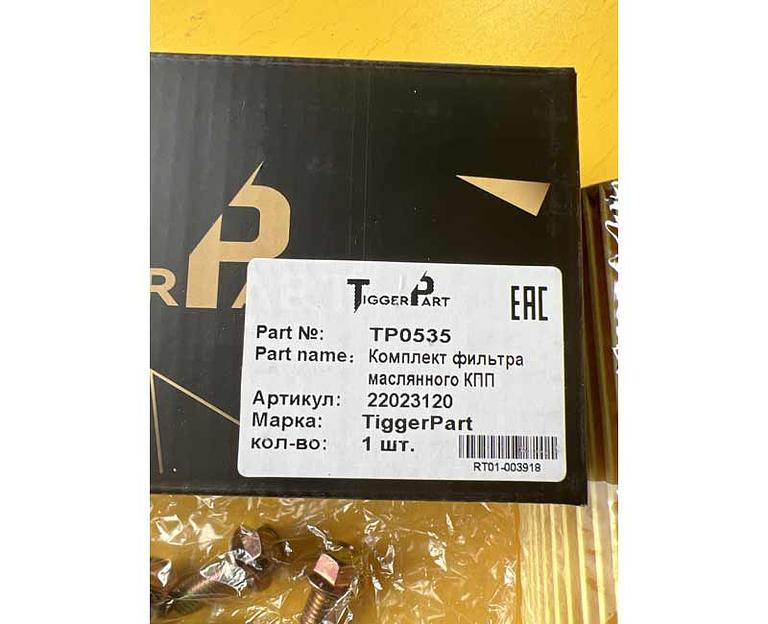 TIGGERPART
EAC
Part №: TP0535
Part name: Комплект фильтра
маслянного КПП
Артикул: 22023120
Марка: TiggerPart
кол-во: 1 шт.
RT01-003918